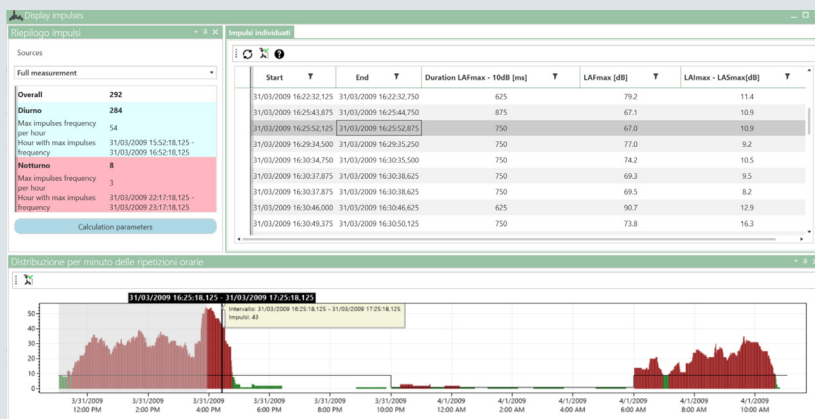 Display impulses
Riepilogo impulsi
Sources
Full measurement
Overall 292
Diurno 284
Max impulses frequency per hour 54
Hour with max impulses frequency 31/03/2009 15:52:18,125 - 31/03/2009 16:52:18,125
Notturno 8
Max impulses frequency per hour 3
Hour with max impulses frequency 31/03/2009 22:17:18,125 - 31/03/2009 23:17:18,125
Calculation parameters
Impulsi individuati
Start End Duration LAFmax - 10dB [ms] LAFmax [dB] LAImax - LASmax[dB]
31/03/2009 16:22:32,125 31/03/2009 16:22:32,750 625 79.2 11.4
31/03/2009 16:25:43,875 31/03/2009 16:25:44,750 875 67.1 10.9
31/03/2009 16:25:52,125 31/03/2009 16:25:52,875 750 67.0 10.9
31/03/2009 16:29:34,500 31/03/2009 16:29:35,250 750 77.0 9.2
31/03/2009 16:30:34,750 31/03/2009 16:30:35,500 750 74.2 10.5
31/03/2009 16:30:37,875 31/03/2009 16:30:38,625 750 69.3 9.5
31/03/2009 16:30:37,875 31/03/2009 16:30:38,625 750 69.5 8.2
31/03/2009 16:30:46,000 31/03/2009 16:30:46,625 625 90.7 12.9
31/03/2009 16:30:49,375 31/03/2009 16:30:50,125 750 73.8 16.3
Distribuzione per minuto delle ripetizioni orarie
31/03/2009 16:25:18,125 - 31/03/2009 17:25:18,125
Intervallo: 31/03/2009 16:25:18,125 - 31/03/2009 17:25:18,125
Impulsi: 43
50
40
30
20
10
0
3/31/2009 3/31/2009 3/31/2009 3/31/2009 3/31/2009 3/31/2009 4/1/2009 4/1/2009 4/1/2009 4/1/2009 4/1/2009 4/1/2009
12:00 PM 2:00 PM 4:00 PM 6:00 PM 8:00 PM 10:00 PM 12:00 AM 2:00 AM 4:00 AM 6:00 AM 8:00 AM 10:00 AM